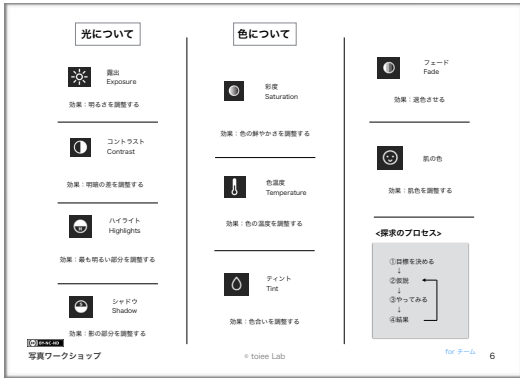 光について
露出
Exposure
効果：明るさを調整する
コントラスト
Contrast
効果：明暗の差を調整する
H
ハイライト
Highlights
効果：最も明るい部分を調整する
S
シャドウ
Shadow
効果：影の部分を調整する
色について
彩度
Saturation
効果：色の鮮やかさを調整する
色温度
Temperature
効果：色の温度を調整する
ティント
Tint
効果：色合いを調整する
フェード
Fade
効果：退色させる
肌の色
効果：肌色を調整する
<探求のプロセス>
①目標を決める
↓
②仮説
↓
③やってみる
↓
④結果
BY-NC-ND
写真ワークショップ
© toiee Lab
for チーム
6